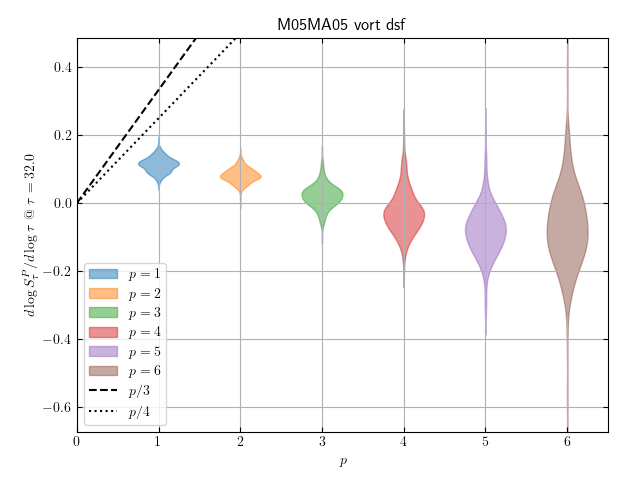 M05MA05 vort dsf
0.4
0.2
0.0
−0.2
−0.4
−0.6
d log S_τ^P / d log τ @ τ = 32.0
p = 1
p = 2
p = 3
p = 4
p = 5
p = 6
p/3
p/4
0 1 2 3 4 5 6
p